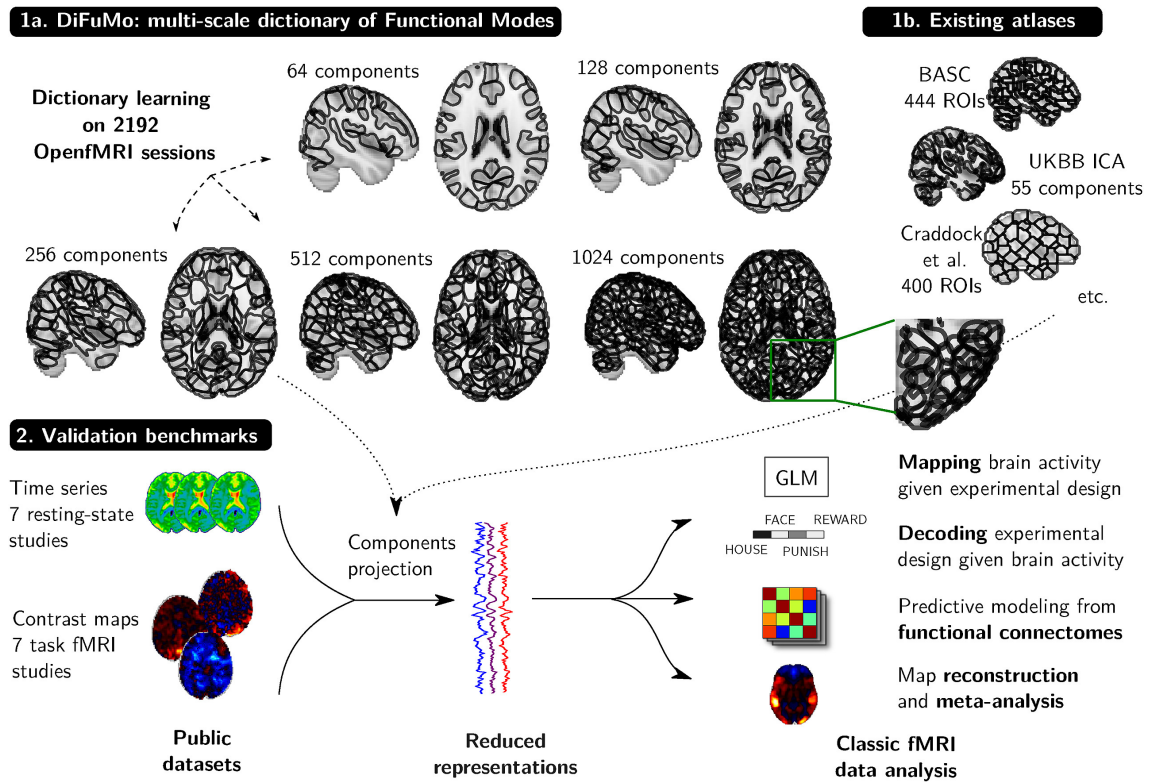 1a. DiFuMo: multi-scale dictionary of Functional Modes
1b. Existing atlases
Dictionary learning
on 2192
OpenfMRI sessions
64 components
128 components
256 components
512 components
1024 components
BASC
444 ROIs
UKBB ICA
55 components
Craddock
et al.
400 ROIs
etc.
2. Validation benchmarks
Time series
7 resting-state
studies
Contrast maps
7 task fMRI
studies
Public
datasets
Components
projection
Reduced
representations
GLM
Mapping brain activity
given experimental design
FACE REWARD
HOUSE PUNISH
Decoding experimental
design given brain activity
Predictive modeling from
functional connectomes
Map reconstruction
and meta-analysis
Classic fMRI
data analysis